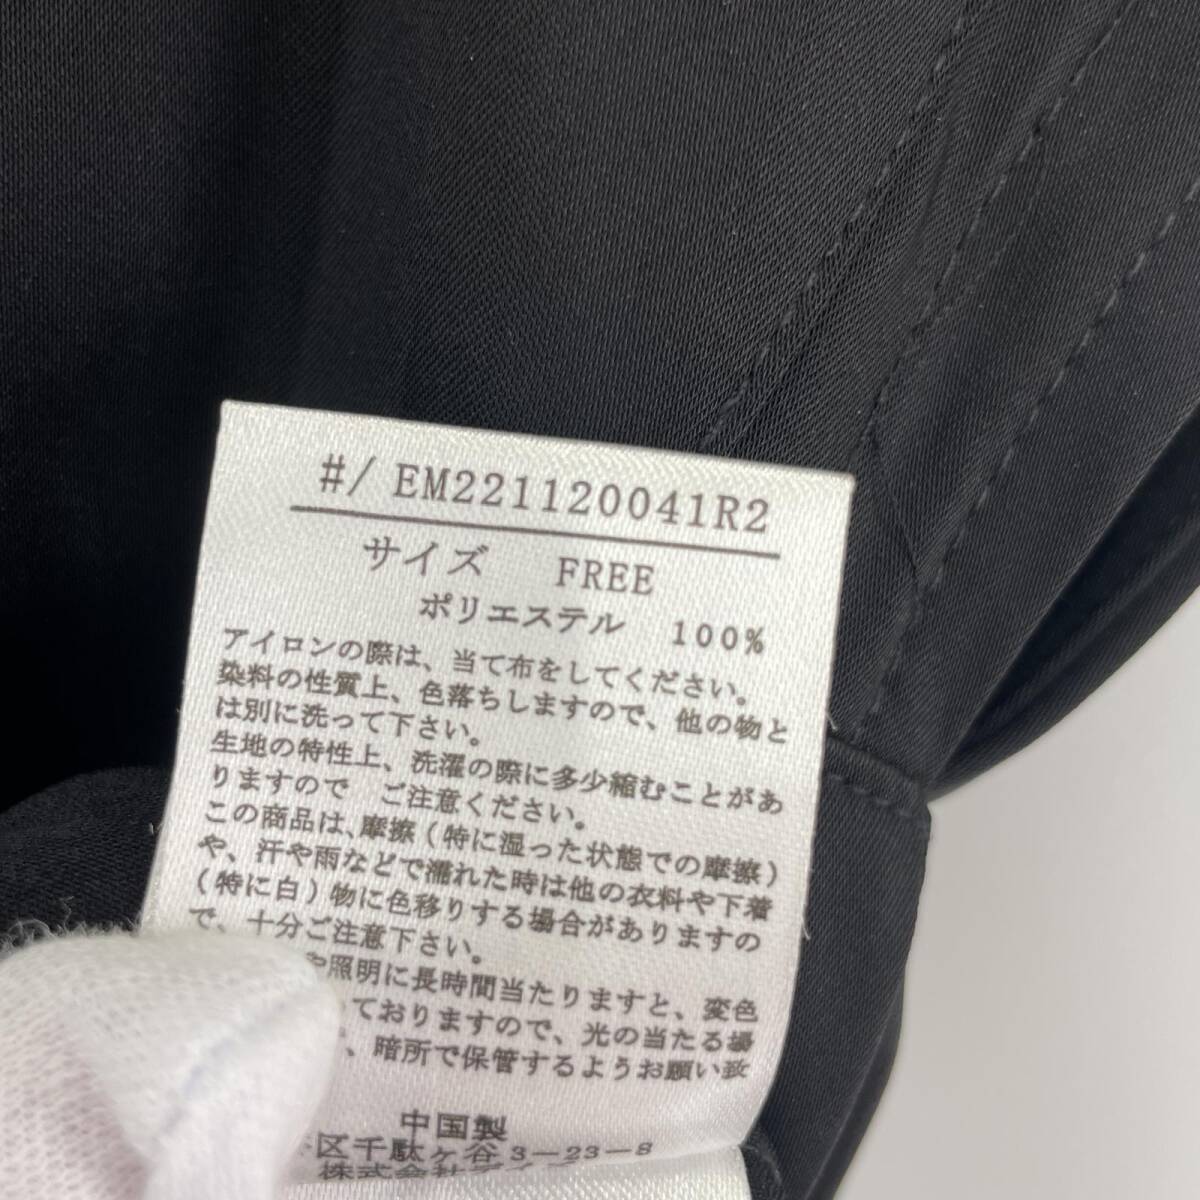 #/ EM221120041R2
サイズ FREE
ポリエステル 100%
アイロンの際は、当て布をしてください。
染料の性質上、色落ちしますので、他の物と
は別に洗って下さい。
生地の特性上、洗濯の際に多少縮むことがあ
りますので ご注意ください。
この商品は、摩擦(特に湿った状態での摩擦)
や、汗や雨などで濡れた時は他の衣料や下着
(特に白)物に色移りする場合がありますの
で、十分ご注意下さい。
や照明に長時間当たりますと、変色
ておりますので、光の当たる場
、暗所で保管するようお願い致
中国製
区千駄ヶ谷3-23-8
株式会社デイ